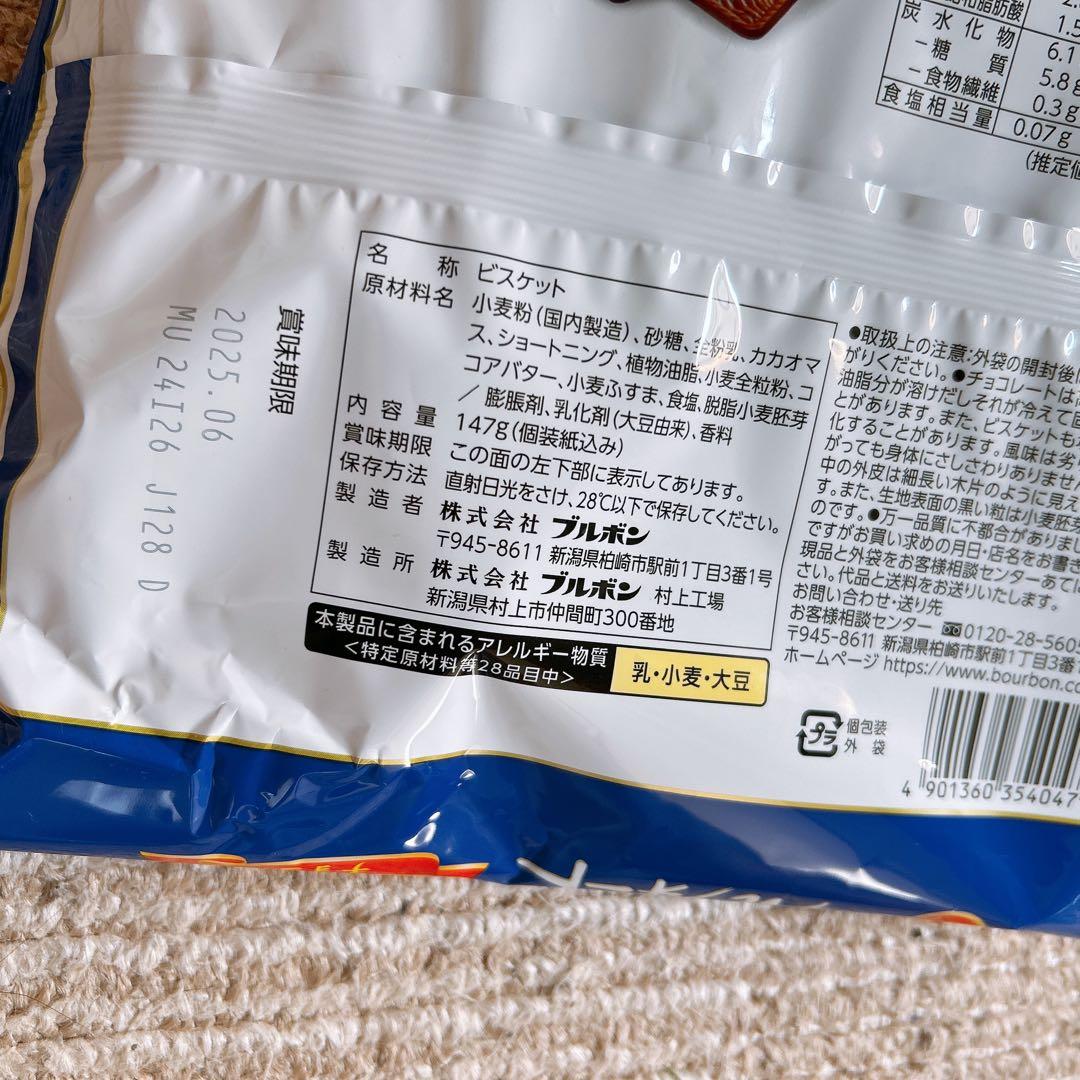 炭水化物
1.5
-糖質
6.1
-食物繊維
5.8g
食塩相当量
0.3g
0.07g
(推定値
名称 ビスケット
原材料名 小麦粉(国内製造)、砂糖、全粉乳、カカオマ
ス、ショートニング、植物油脂、小麦全粒粉、コ
コアバター、小麦ふすま、食塩、脱脂小麦胚芽
/膨脹剤、乳化剤(大豆由来)、香料
内容量 147g(個装紙込み)
賞味期限 この面の左下部に表示してあります。
保存方法 直射日光をさけ、28℃以下で保存してください。
製造者 株式会社 ブルボン
〒945-8611 新潟県柏崎市駅前1丁目3番1号
製造所 株式会社 ブルボン 村上工場
新潟県村上市仲間町300番地
本製品に含まれるアレルギー物質
<特定原材料等28品目中>
乳・小麦・大豆
賞味期限
2025.06
MU 24I26 J128 D
●取扱上の注意:外袋の開封後は
がりください。●チョコレートは
油脂分が溶けだしそれが冷えて
とがあります。また、ビスケットも
化することがあります。風味は劣
がっても身体にさしさわりありません
中の外皮は細長い木片のように見え
す。また、生地表面の黒い粒は小麦胚芽
のです。●万一品質に不都合がありまし
ですがお買い求めの月日・店名をお書き
現品と外袋をお客様相談センターあてに
さい。代品と送料をお送りいたします。
お問い合わせ・送り先
お客様相談センター 0120-28-5605
〒945-8611 新潟県柏崎市駅前1丁目3番
ホームページ https://www.bourbon.co
プラ
個包装
外袋
4 901360 354047